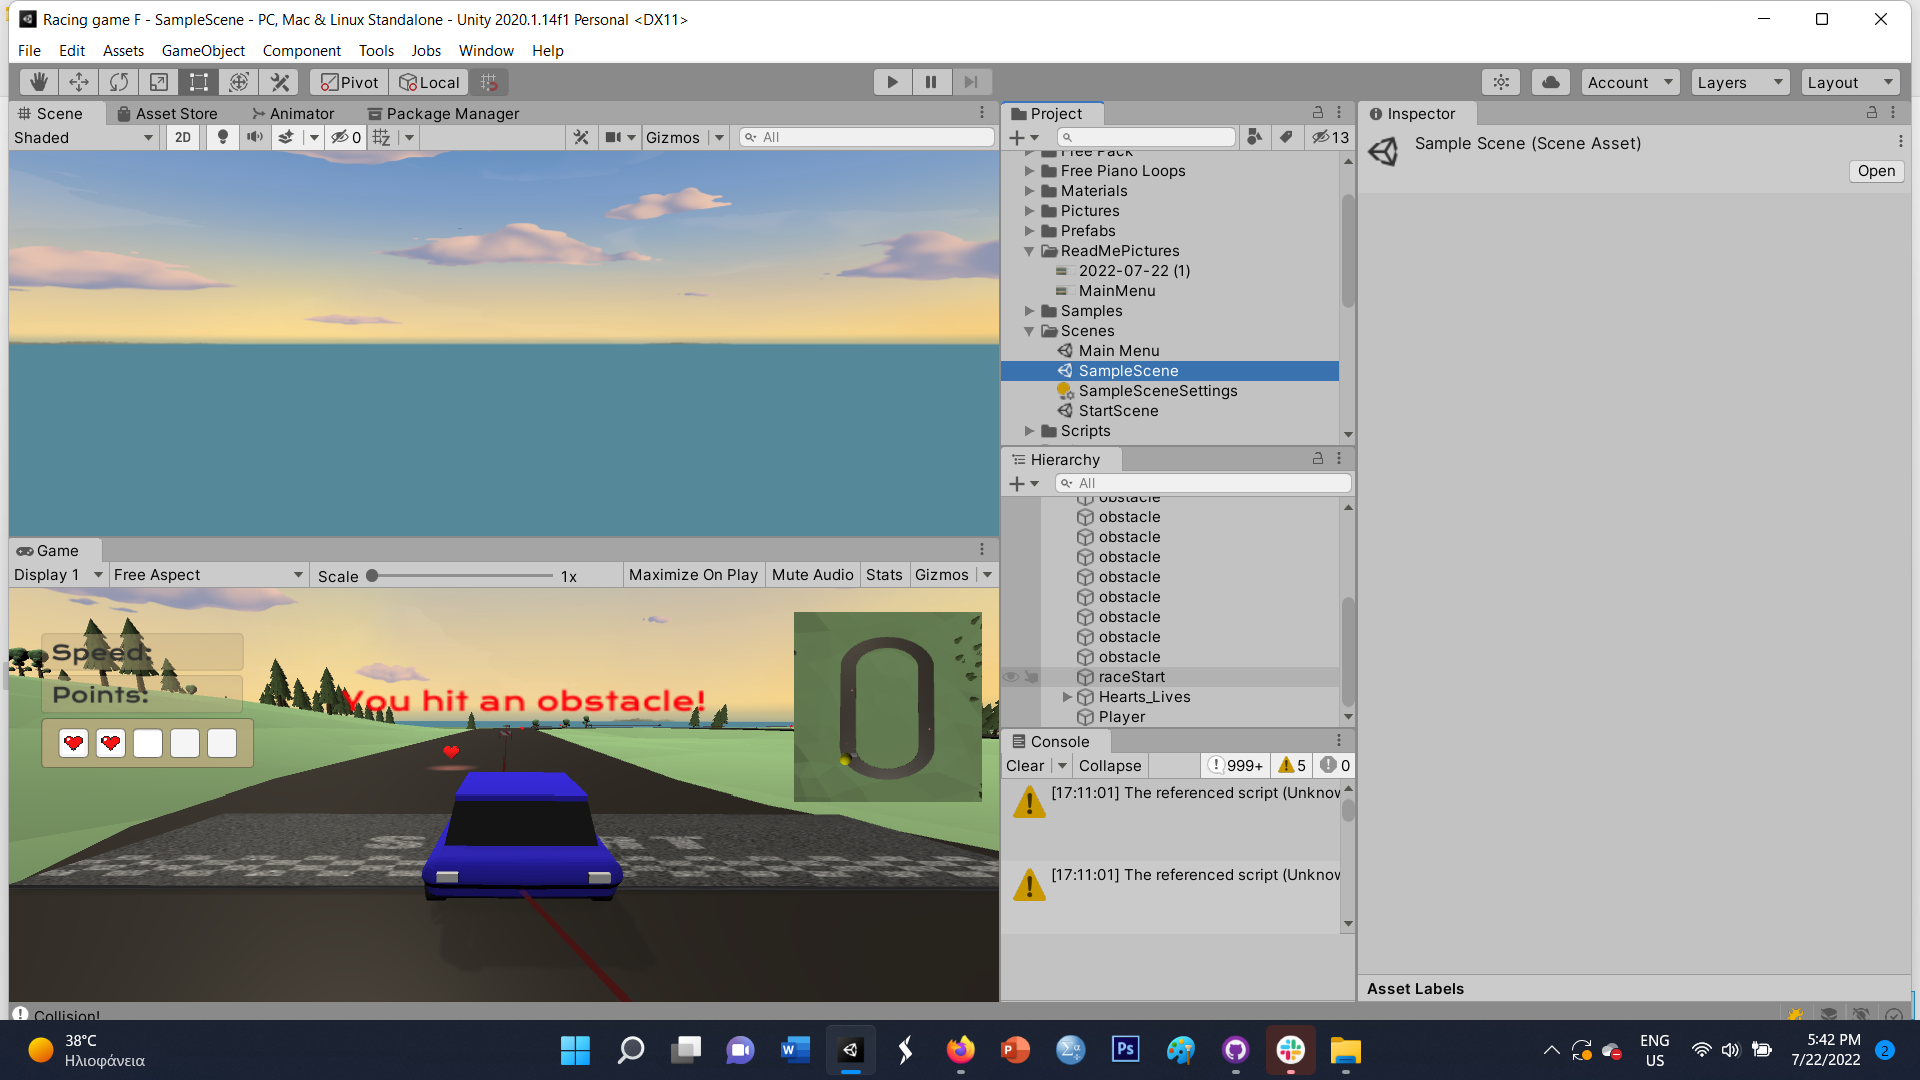 Racing game F - SampleScene - PC, Mac & Linux Standalone - Unity 2020.1.14f1 Personal <DX11>
File Edit Assets GameObject Component Tools Jobs Window Help
Pivot Local Account Layers Layout
Scene Asset Store Animator Package Manager
Shaded 2D 0 Gizmos All
Game
Display 1 Free Aspect Scale 1x Maximize On Play Mute Audio Stats Gizmos
Speed:
Points:
You hit an obstacle!
START
Project
13
Free Pack
Free Piano Loops
Materials
Pictures
Prefabs
ReadMePictures
2022-07-22 (1)
MainMenu
Samples
Scenes
Main Menu
SampleScene
SampleSceneSettings
StartScene
Scripts
Hierarchy
All
obstacle
obstacle
obstacle
obstacle
obstacle
obstacle
obstacle
obstacle
obstacle
raceStart
Hearts_Lives
Player
Console
Clear Collapse 999+ 5 0
[17:11:01] The referenced script (Unknow
[17:11:01] The referenced script (Unknow
Inspector
Sample Scene (Scene Asset)
Open
Asset Labels
Collision!
38°C
Ηλιοφάνεια
ENG
US
5:42 PM
7/22/2022
2